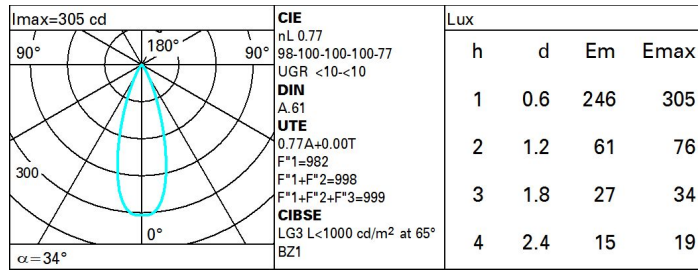 Imax=305 cd
90°
180°
90°
300
0°
α=34°
CIE
nL 0.77
98-100-100-100-77
UGR <10-<10
DIN
A.61
UTE
0.77A+0.00T
F"1=982
F"1+F"2=998
F"1+F"2+F"3=999
CIBSE
LG3 L<1000 cd/m² at 65°
BZ1
Lux
h d Em Emax
1 0.6 246 305
2 1.2 61 76
3 1.8 27 34
4 2.4 15 19